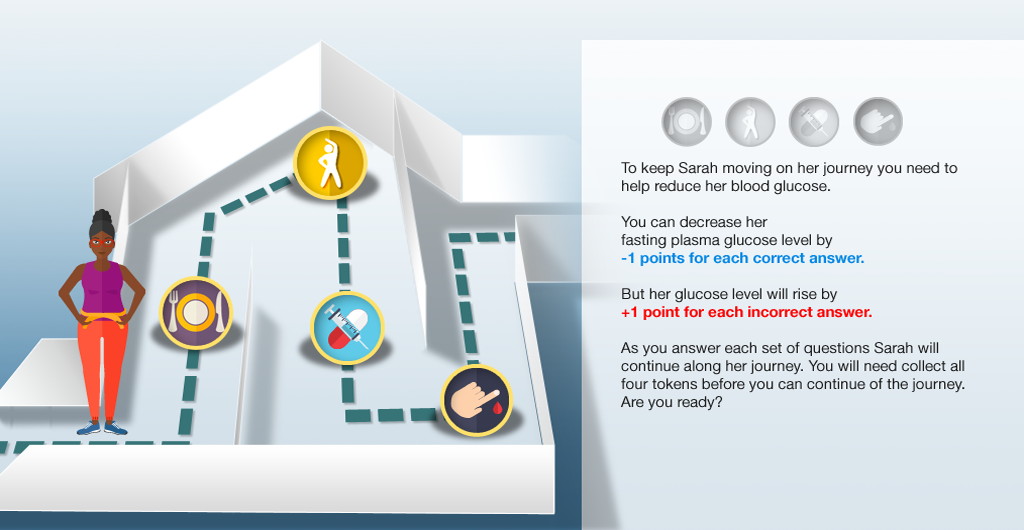 To keep Sarah moving on her journey you need to
help reduce her blood glucose.
You can decrease her
fasting plasma glucose level by
-1 points for each correct answer.
But her glucose level will rise by
+1 point for each incorrect answer.
As you answer each set of questions Sarah will
continue along her journey. You will need collect all
four tokens before you can continue of the journey.
Are you ready?